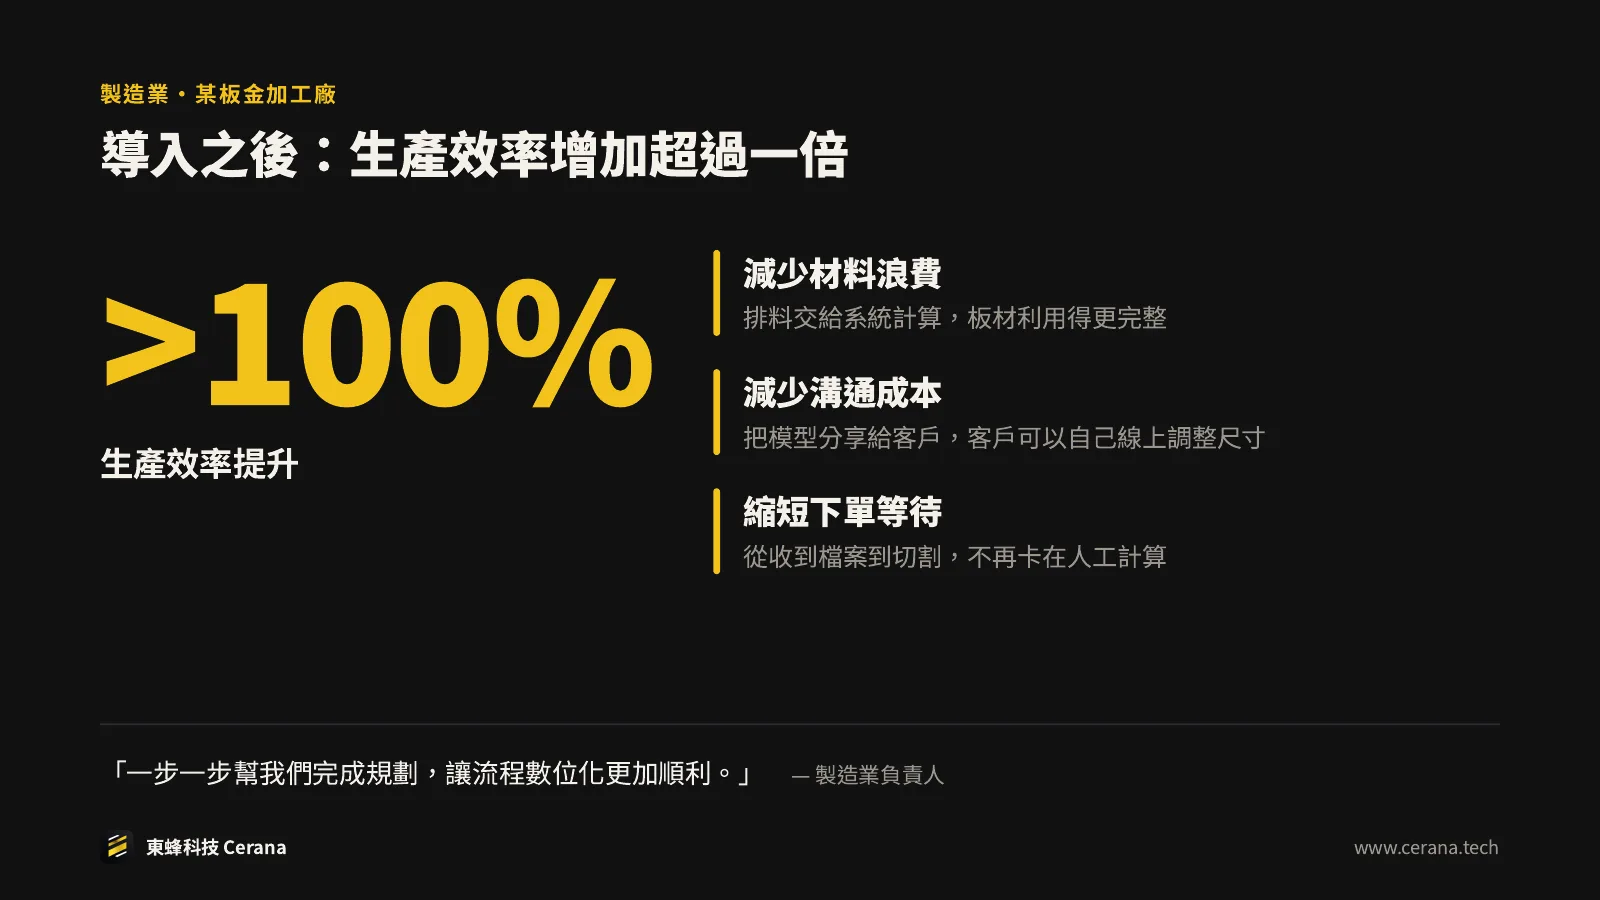 製造業・某板金加工廠
導入之後：生產效率增加超過一倍
>100%
生產效率提升
減少材料浪費
排料交給系統計算，板材利用得更完整
減少溝通成本
把模型分享給客戶，客戶可以自己線上調整尺寸
縮短下單等待
從收到檔案到切割，不再卡在人工計算
「一步一步幫我們完成規劃，讓流程數位化更加順利。」 — 製造業負責人
東蜂科技 Cerana
www.cerana.tech